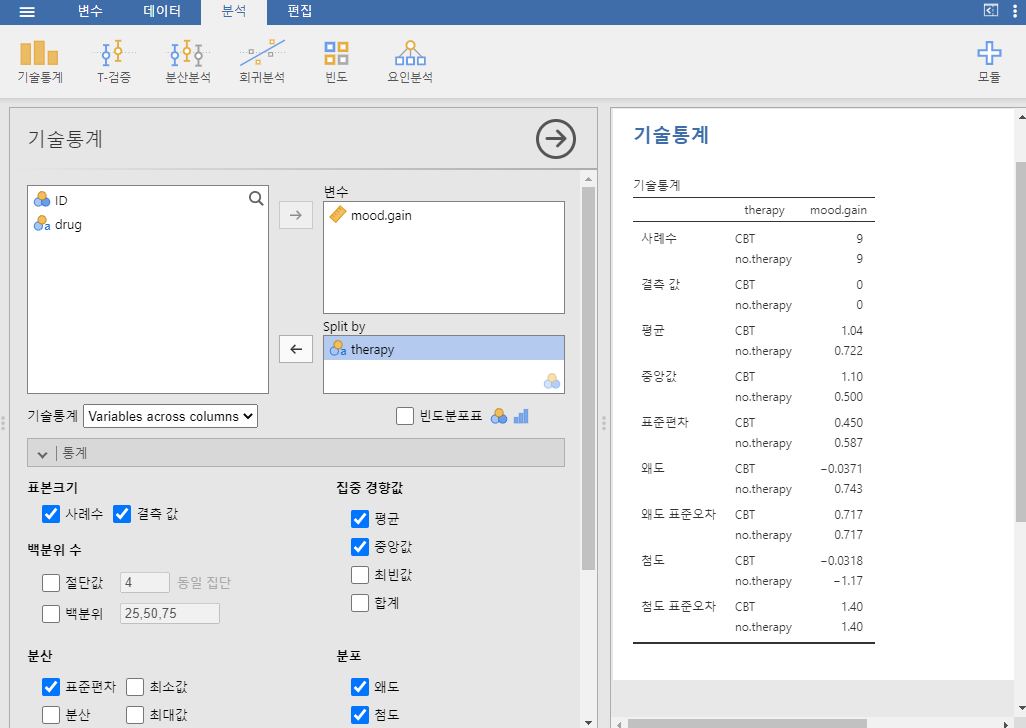 변수 데이터 분석 편집
기술통계 T-검증 분산분석 회귀분석 빈도 요인분석 모듈
기술통계
ID
drug
변수
mood.gain
Split by
therapy
기술통계 Variables across columns 빈도분포표
통계
표본크기
사례수 결측 값
백분위 수
절단값 4 동일 집단
백분위 25,50,75
집중 경향값
평균
중앙값
최빈값
합계
분산
표준편차 최소값
분산 최대값
분포
왜도
첨도
기술통계
기술통계
therapy mood.gain
사례수 CBT 9
no.therapy 9
결측 값 CBT 0
no.therapy 0
평균 CBT 1.04
no.therapy 0.722
중앙값 CBT 1.10
no.therapy 0.500
표준편차 CBT 0.450
no.therapy 0.587
왜도 CBT −0.0371
no.therapy 0.743
왜도 표준오차 CBT 0.717
no.therapy 0.717
첨도 CBT −0.0318
no.therapy −1.17
첨도 표준오차 CBT 1.40
no.therapy 1.40